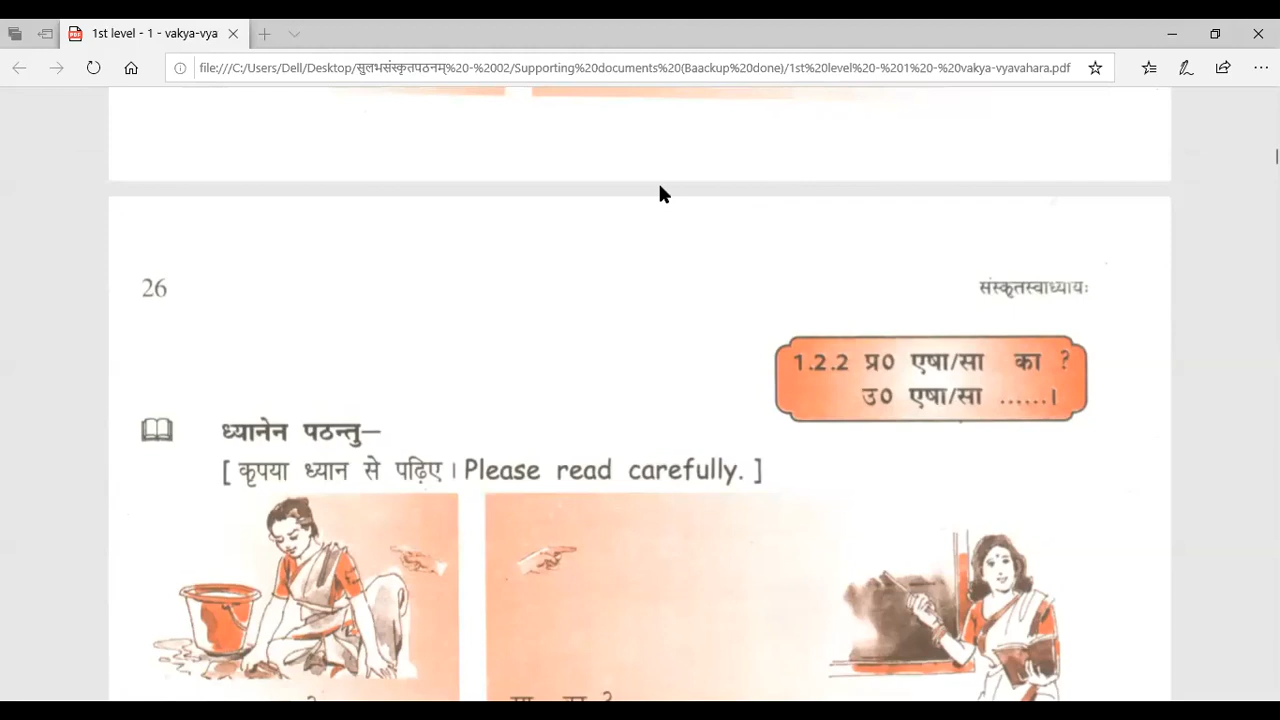 1st level - 1 - vakya-vya
file:///C:/Users/Dell/Desktop/सुलभसंस्कृतपठनम्%20-%2002/Supporting%20documents%20(Baackup%20done)/1st%20level%20-%201%20-%20vakya-vyavahara.pdf
26
संस्कृतस्वाध्यायः
1.2.2 प्र० एषा/सा का ?
उ० एषा/सा ......।
ध्यानेन पठन्तु—
[ कृपया ध्यान से पढ़िए । Please read carefully. ]